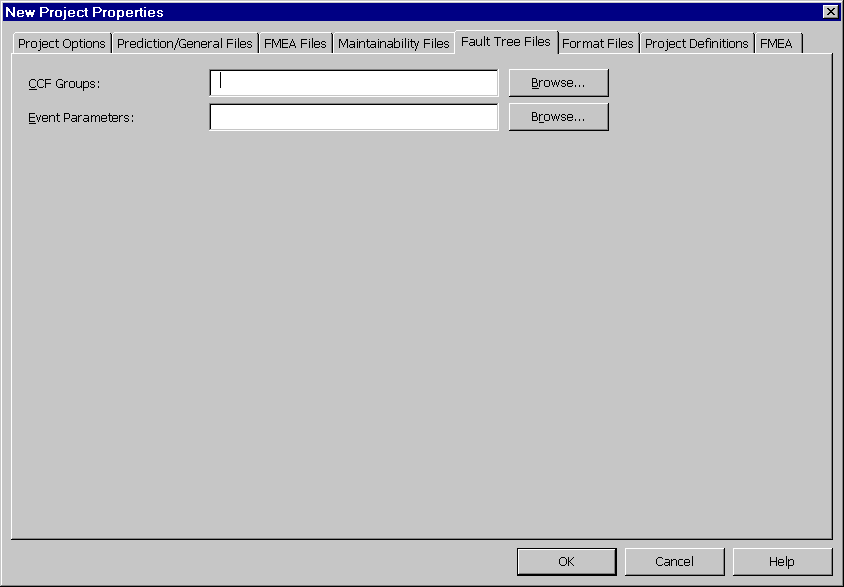 New Project Properties
Project Options Prediction/General Files FMEA Files Maintainability Files Fault Tree Files Format Files Project Definitions FMEA
CCF Groups: Browse...
Event Parameters: Browse...
OK Cancel Help